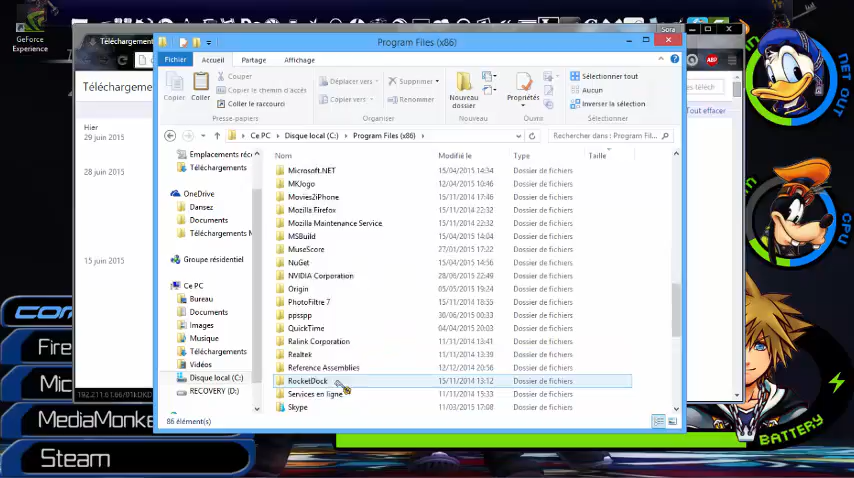 GeForce
Experience
Sora
Téléchargement
Program Files (x86)
Fichier
Accueil
Partage
Affichage
Copier
Coller
Couper
Copier le chemin d'accès
Coller le raccourci
Presse-papiers
Déplacer vers
Copier vers
Supprimer
Renommer
Organiser
Nouveau
dossier
Nouveau
Propriétés
Ouvrir
Sélectionner tout
Aucun
Inverser la sélection
Sélectionner
ABP
Tout effacer
Ce PC
Disque local (C:)
Program Files (x86)
Rechercher dans : Program Fil...
Téléchargeme
Hier
29 juin 2015
28 juin 2015
15 juin 2015
Emplacements réc
Téléchargements
OneDrive
Dansez
Documents
Téléchargements M
Groupe résidentiel
Ce PC
Bureau
Documents
Images
Musique
Téléchargements
Vidéos
Disque local (C:)
RECOVERY (D:)
Nom
Modifié le
Type
Taille
Microsoft.NET 15/04/2015 14:34 Dossier de fichiers
MKJogo 12/04/2015 10:46 Dossier de fichiers
Movies2iPhone 15/11/2014 17:46 Dossier de fichiers
Mozilla Firefox 15/11/2014 22:32 Dossier de fichiers
Mozilla Maintenance Service 15/11/2014 22:32 Dossier de fichiers
MSBuild 15/04/2015 14:04 Dossier de fichiers
MuseScore 27/01/2015 17:22 Dossier de fichiers
NuGet 15/04/2015 14:56 Dossier de fichiers
NVIDIA Corporation 28/06/2015 22:49 Dossier de fichiers
Origin 05/05/2015 19:24 Dossier de fichiers
PhotoFiltre 7 15/11/2014 18:55 Dossier de fichiers
ppsspp 30/06/2015 00:33 Dossier de fichiers
QuickTime 04/04/2015 20:03 Dossier de fichiers
Ralink Corporation 11/11/2014 13:41 Dossier de fichiers
Realtek 11/11/2014 13:39 Dossier de fichiers
Reference Assemblies 12/12/2014 20:56 Dossier de fichiers
RocketDock 15/11/2014 13:12 Dossier de fichiers
Services en ligne 11/11/2014 15:33 Dossier de fichiers
Skype 11/03/2015 17:08 Dossier de fichiers
86 élément(s)
Fire
Mic
MediaMonke
Steam
NET OUT
CPU
BATTERY